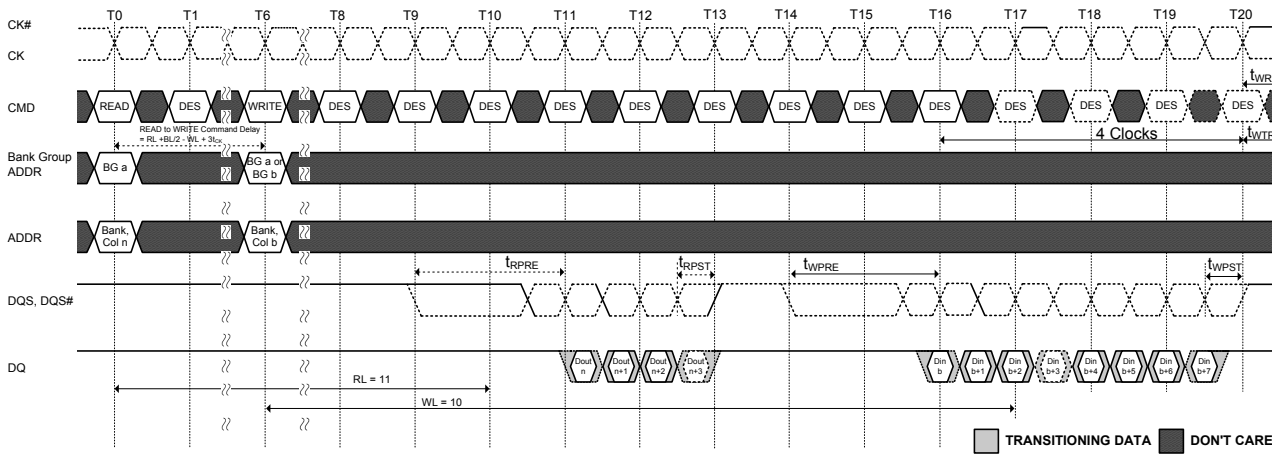 T0 T1 T6 T8 T9 T10 T11 T12 T13 T14 T15 T16 T17 T18 T19 T20
CK#
CK
tWR
CMD READ DES WRITE DES DES DES DES DES DES DES DES DES DES DES DES DES
READ to WRITE Command Delay
= RL +BL/2 - WL + 3tCK
4 Clocks
tWTR
Bank Group
ADDR
BG a
BG a or
BG b
ADDR
Bank,
Col n
Bank,
Col b
tRPRE tRPST tWPRE tWPST
DQS, DQS#
DQ
Dout
n
Dout
n+1
Dout
n+2
Dout
n+3
Din
b
Din
b+1
Din
b+2
Din
b+3
Din
b+4
Din
b+5
Din
b+6
Din
b+7
RL = 11
WL = 10
TRANSITIONING DATA DON'T CARE